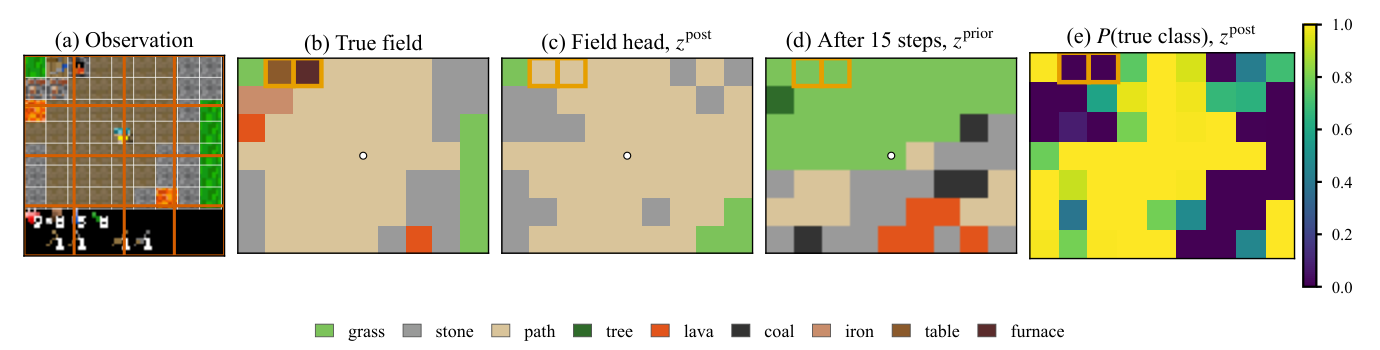 (a) Observation
(b) True field
(c) Field head, z^post
(d) After 15 steps, z^prior
(e) P(true class), z^post
1.0
0.8
0.6
0.4
0.2
0.0
grass stone path tree lava coal iron table furnace